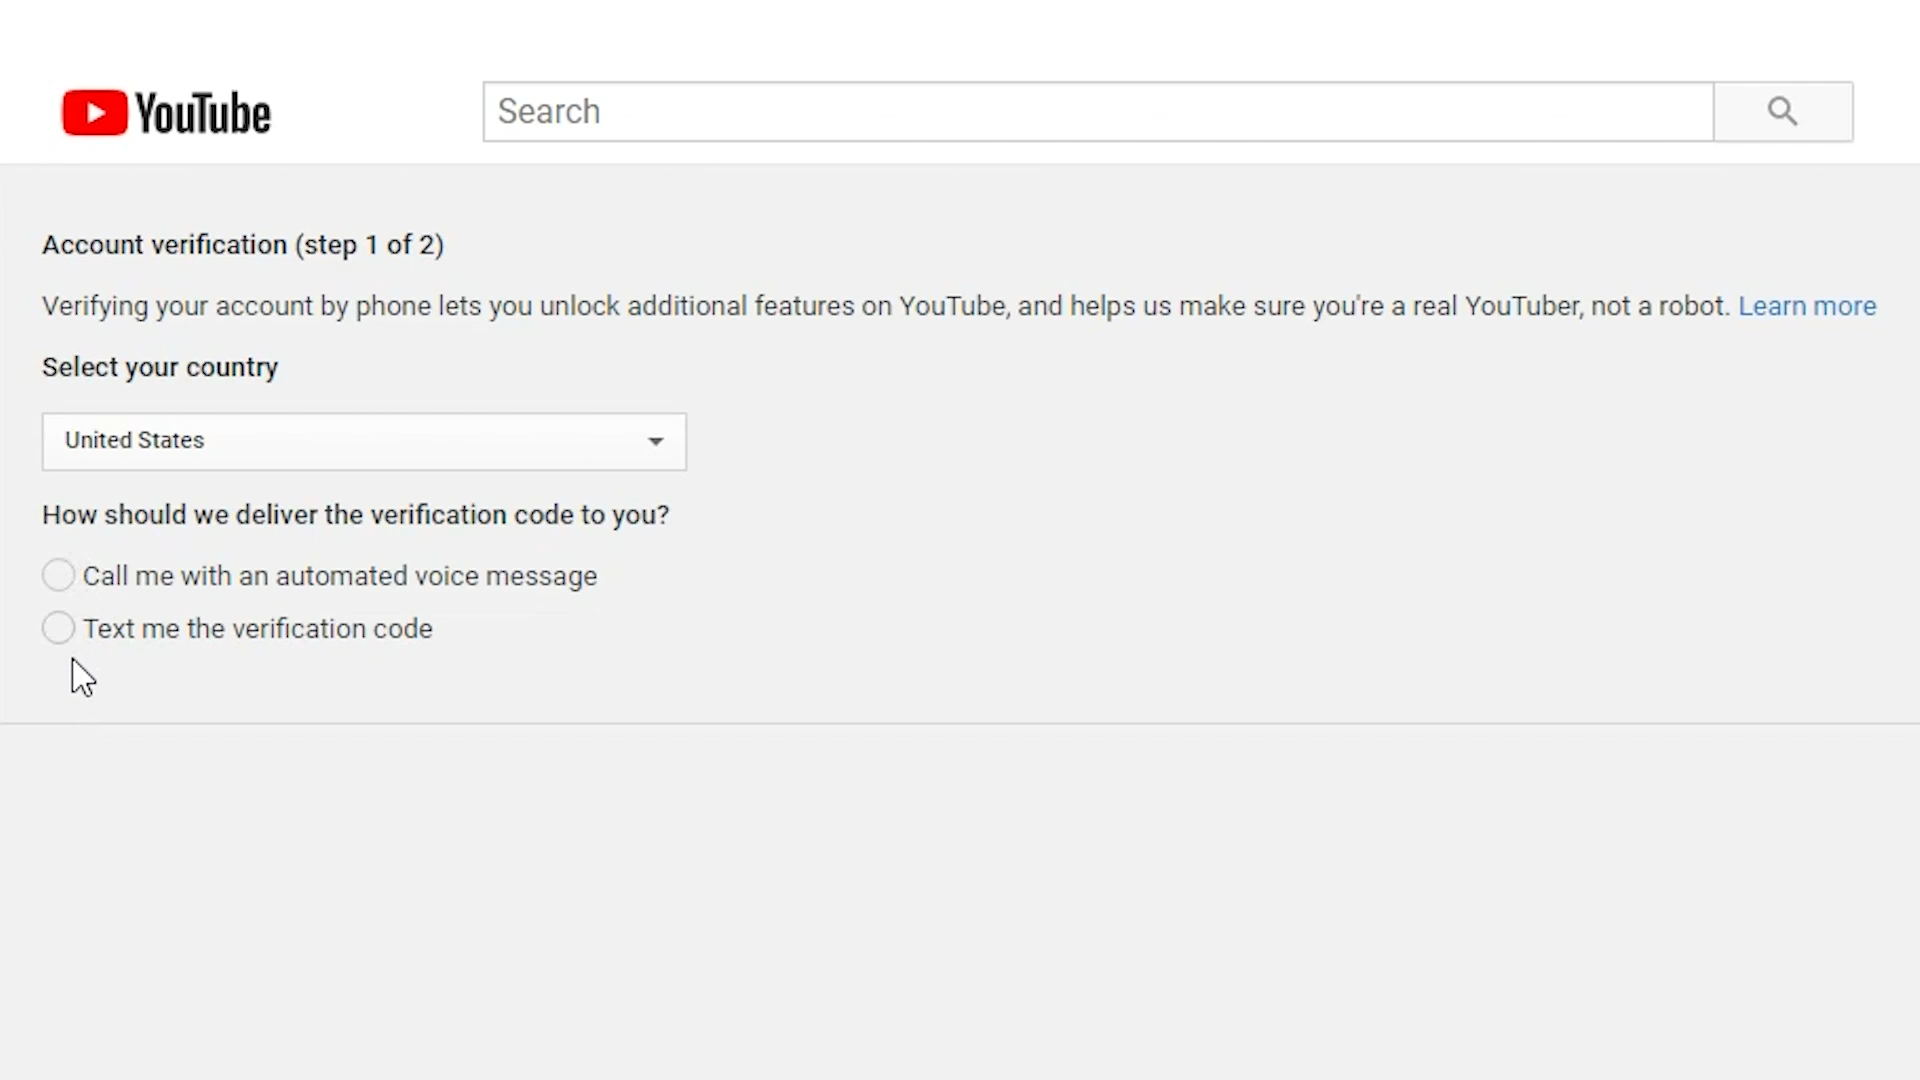 YouTube
Search
Account verification (step 1 of 2)
Verifying your account by phone lets you unlock additional features on YouTube, and helps us make sure you're a real YouTuber, not a robot. Learn more
Select your country
United States
How should we deliver the verification code to you?
Call me with an automated voice message
Text me the verification code